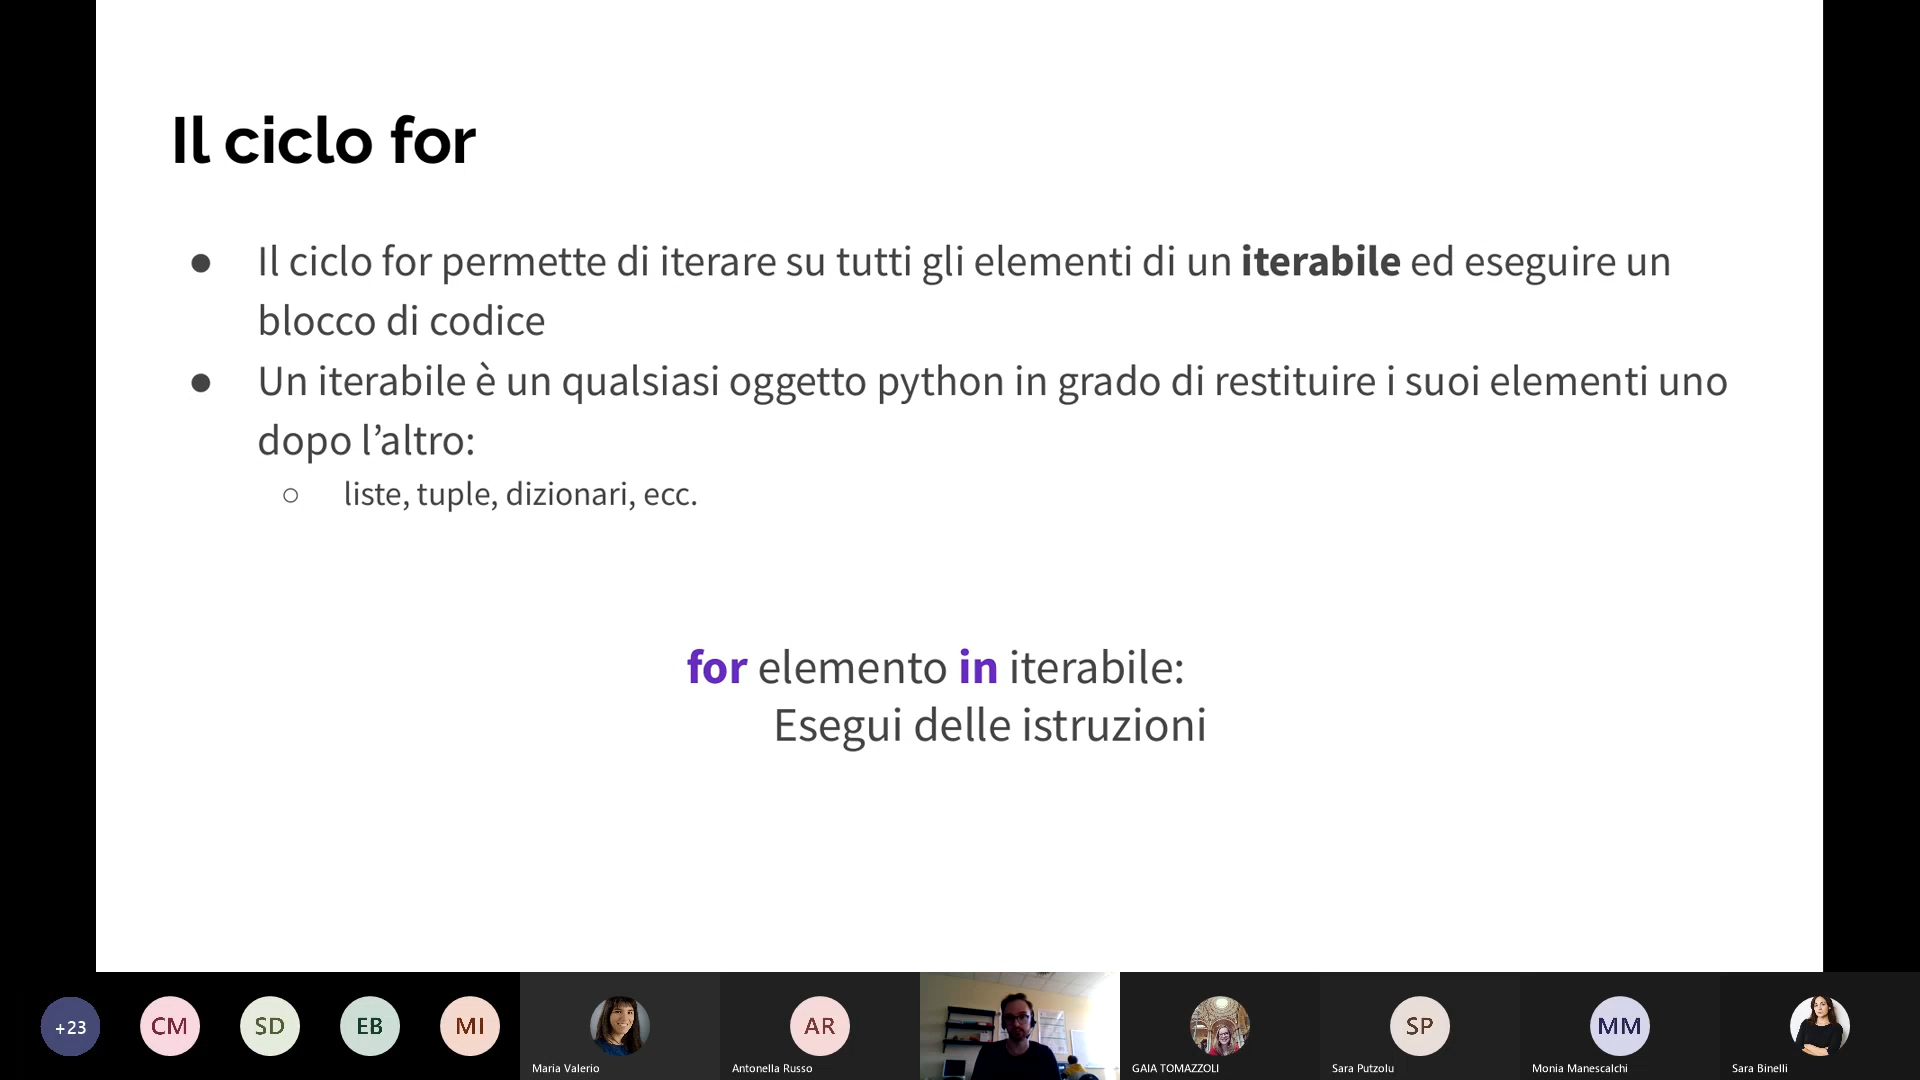 Il ciclo for
● Il ciclo for permette di iterare su tutti gli elementi di un iterabile ed eseguire un
blocco di codice
● Un iterabile è un qualsiasi oggetto python in grado di restituire i suoi elementi uno
dopo l’altro:
○ liste, tuple, dizionari, ecc.
for elemento in iterabile:
Esegui delle istruzioni
+23
CM
SD
EB
MI
Maria Valerio
AR
Antonella Russo
GAIA TOMAZZOLI
SP
Sara Putzolu
MM
Monia Manescalchi
Sara Binelli